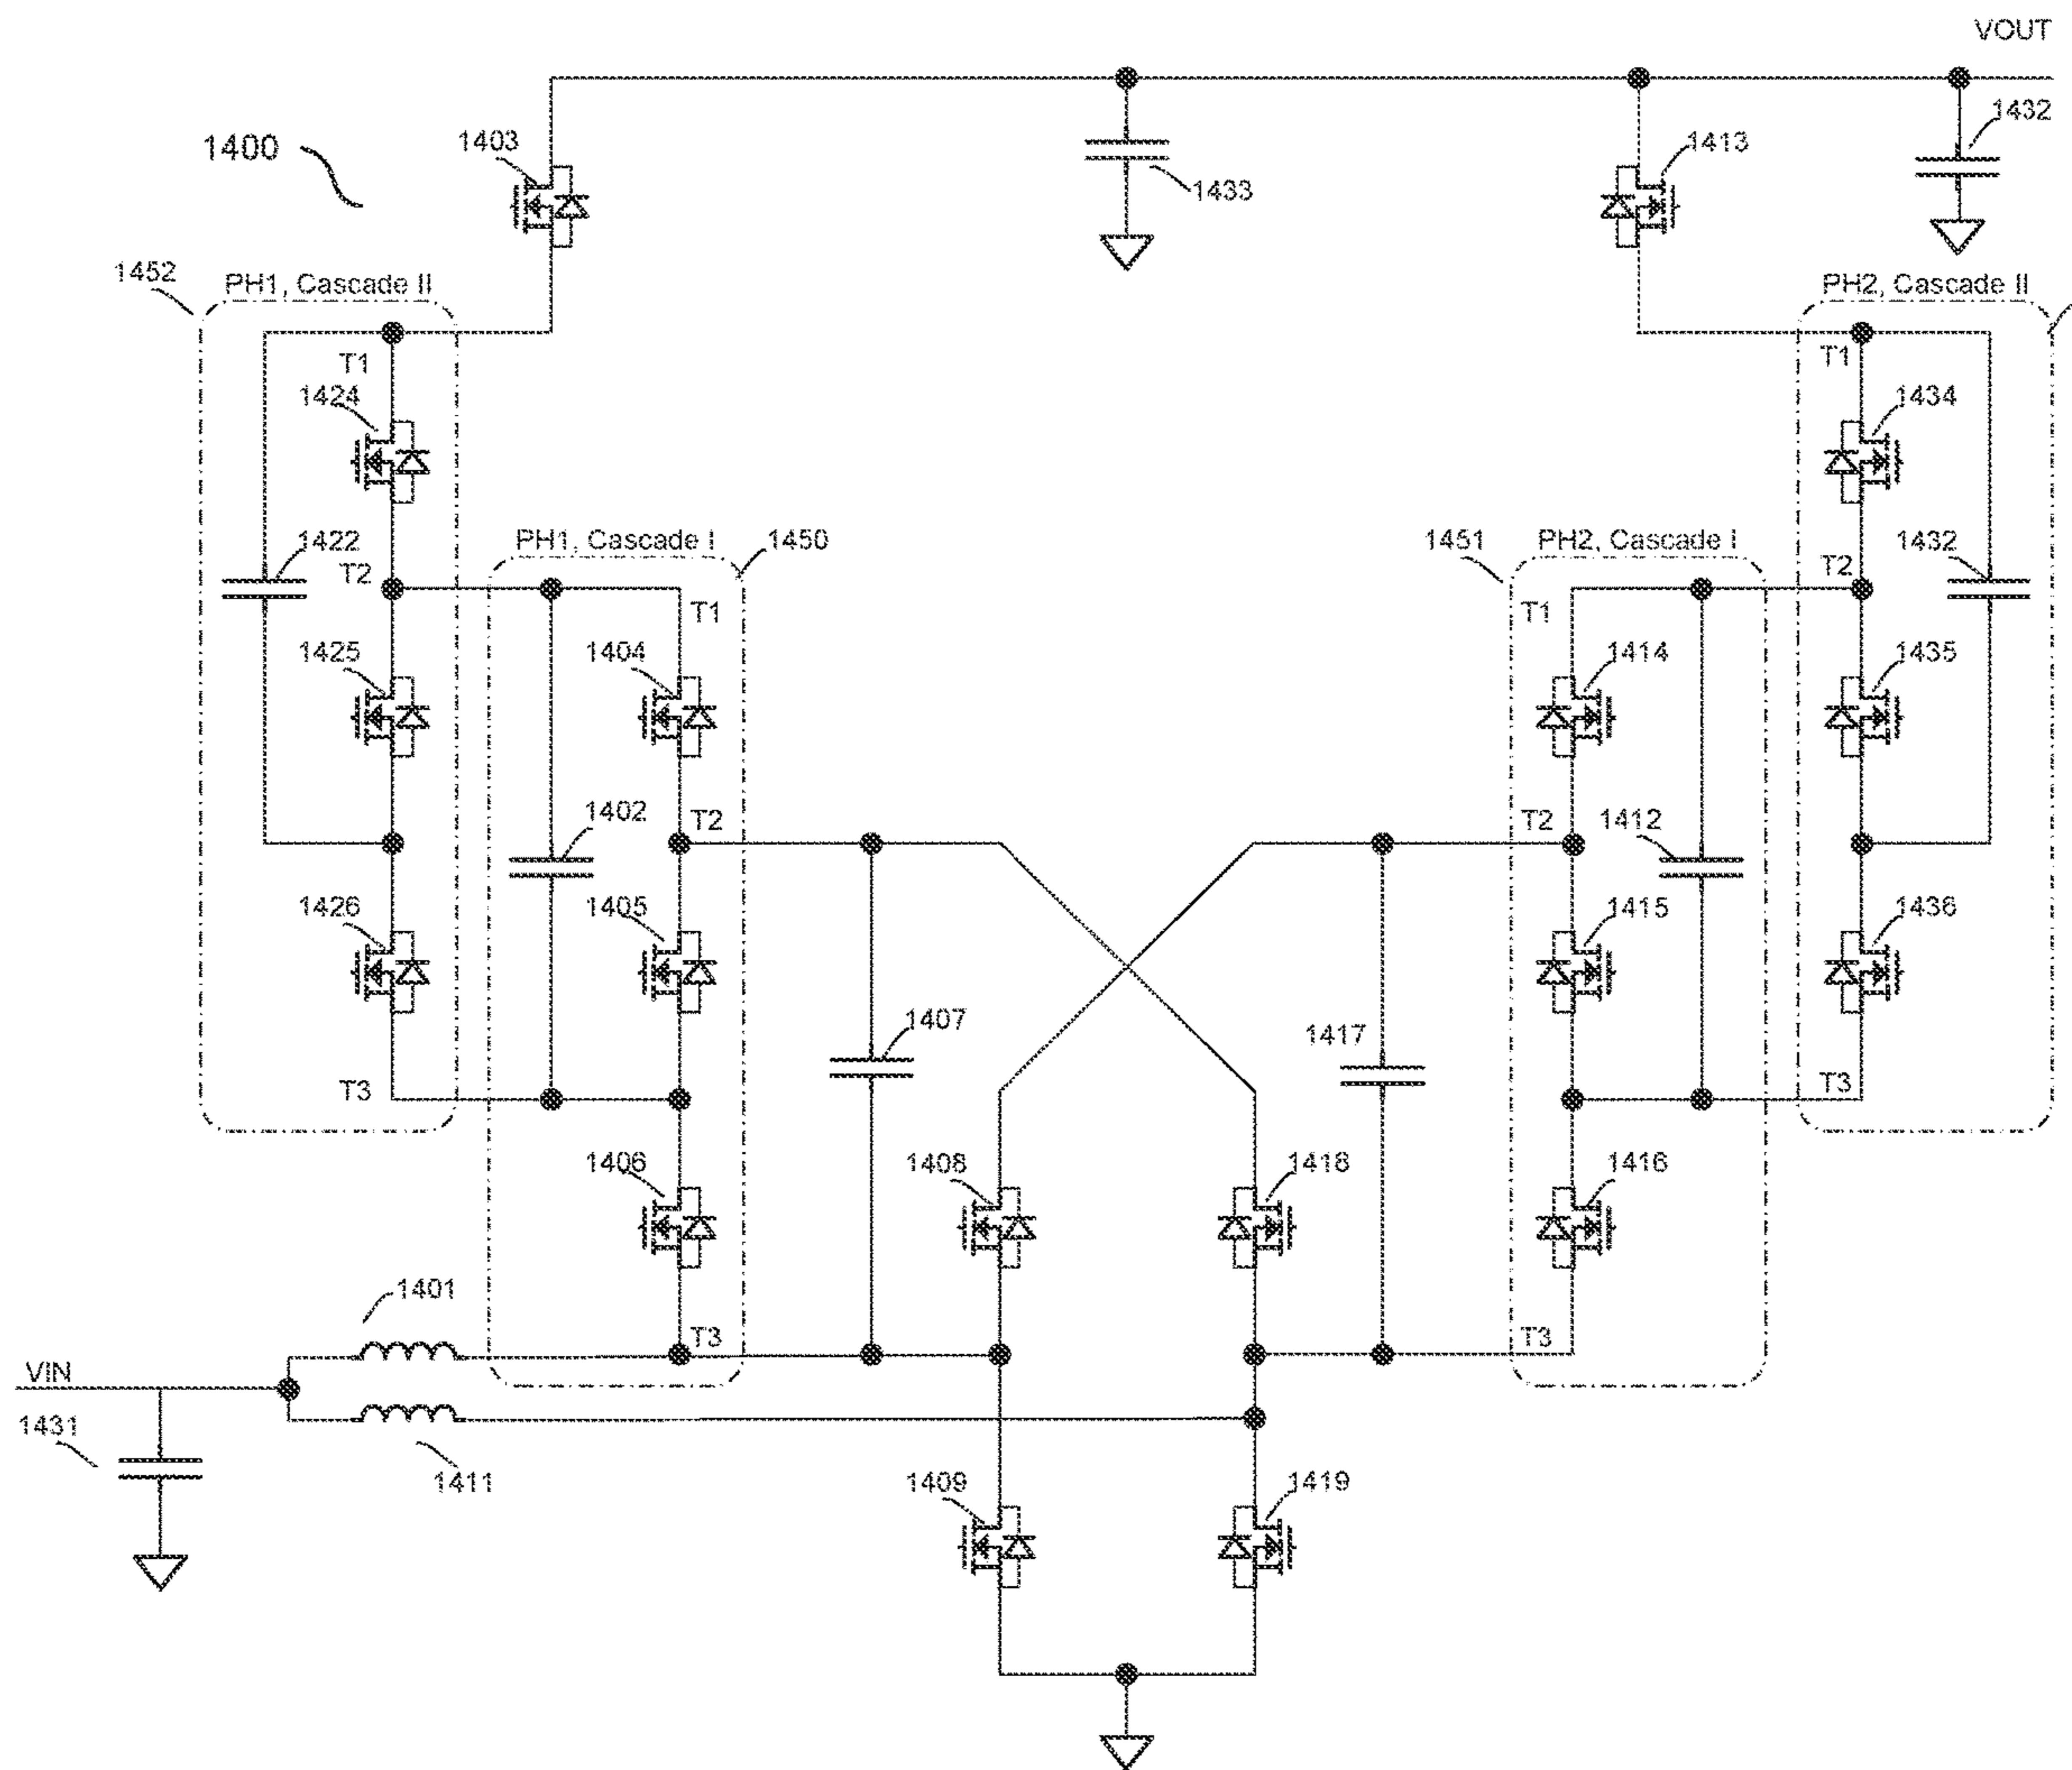 VOUT
1432
1403
1413
1400
1433
1452
PH1, Cascade II
PH2, Cascade II
T1
T1
1424
1434
1422
PH1, Cascade I
1450
1451
PH2, Cascade I
1432
T2
T2
T1
T1
1425
1404
1414
1435
1402
T2
T2
1412
1426
1405
1415
1436
1407
1417
T3
T3
1406
1408
1418
1416
1401
T3
T3
VIN
1431
1411
1409
1419